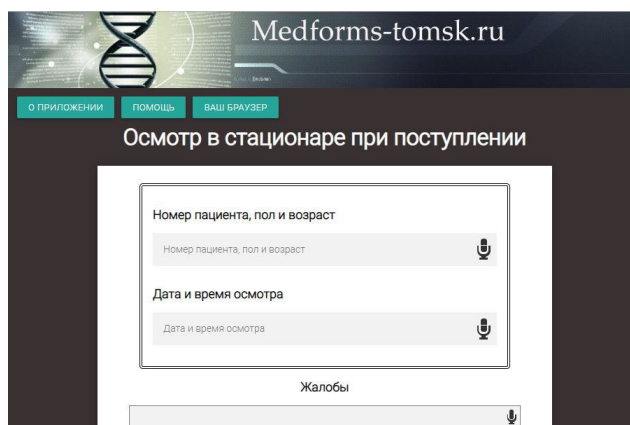 Medforms-tomsk.ru
О ПРИЛОЖЕНИИ ПОМОЩЬ ВАШ БРАУЗЕР
Осмотр в стационаре при поступлении
Номер пациента, пол и возраст
Номер пациента, пол и возраст
Дата и время осмотра
Дата и время осмотра
Жалобы